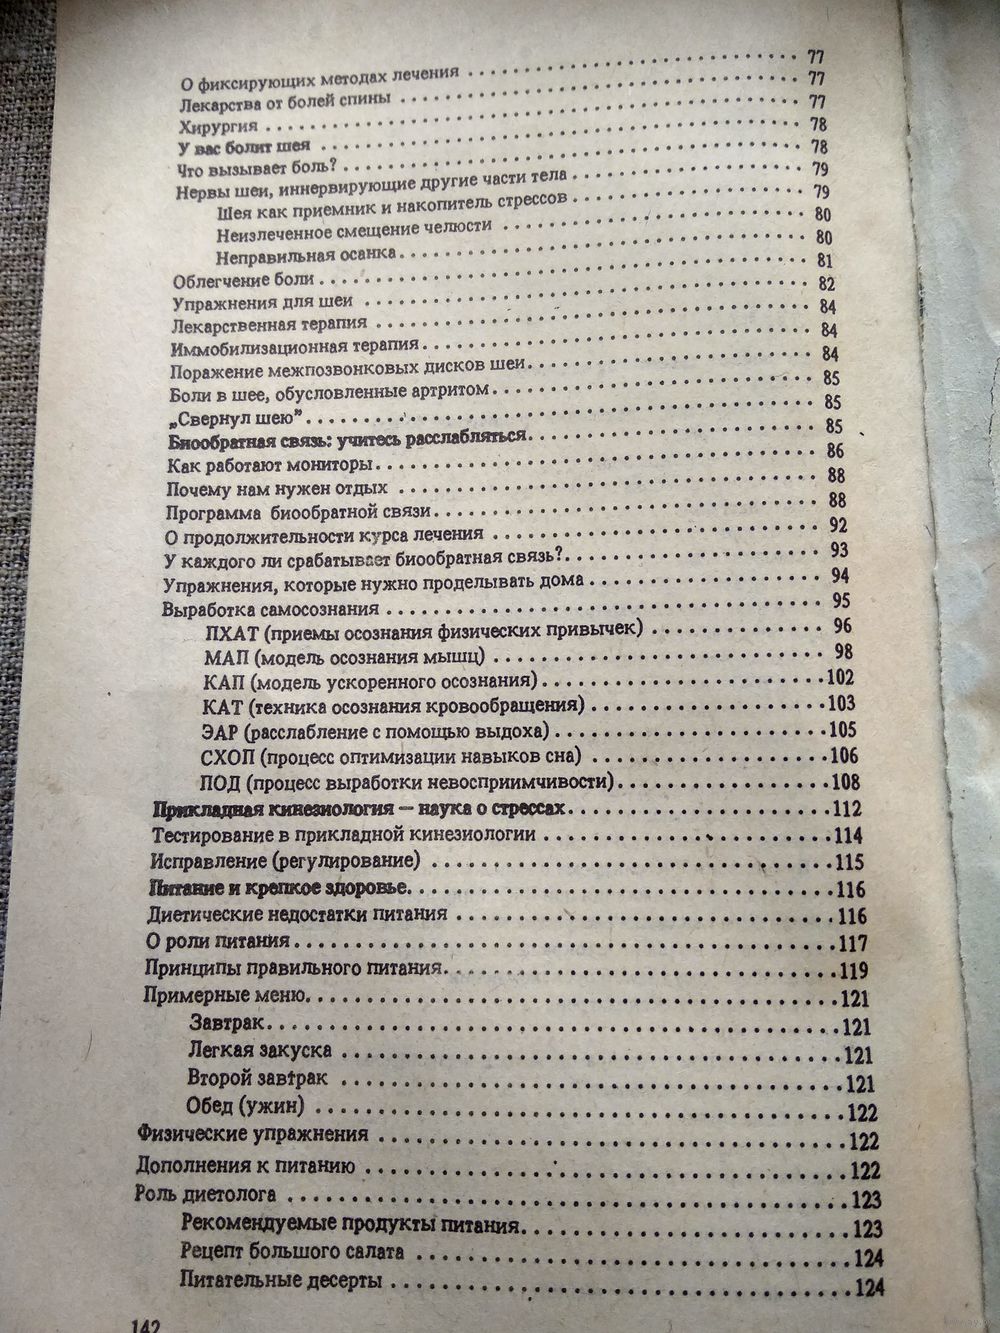 О фиксирующих методах лечения . . . . . . . . . . 77
Лекарства от болей спины . . . . . . . . . . 77
Хирургия . . . . . . . . . . 77
У вас болит шея . . . . . . . . . . 78
Что вызывает боль? . . . . . . . . . . 78
Нервы шеи, иннервирующие другие части тела . . . . . . . . . . 79
Шея как приемник и накопитель стрессов . . . . . . . . . . 79
Неизлеченное смещение челюсти . . . . . . . . . . 80
Неправильная осанка . . . . . . . . . . 80
Облегчение боли . . . . . . . . . . 81
Упражнения для шеи . . . . . . . . . . 82
Лекарственная терапия . . . . . . . . . . 84
Иммобилизационная терапия . . . . . . . . . . 84
Поражение межпозвонковых дисков шеи . . . . . . . . . . 84
Боли в шее, обусловленные артритом . . . . . . . . . . 85
„Свернул шею” . . . . . . . . . . 85
Биообратная связь: учитесь расслабляться . . . . . . . . . . 85
Как работают мониторы . . . . . . . . . . 86
Почему нам нужен отдых . . . . . . . . . . 88
Программа биообратной связи . . . . . . . . . . 88
О продолжительности курса лечения . . . . . . . . . . 92
У каждого ли срабатывает биообратная связь? . . . . . . . . . . 93
Упражнения, которые нужно проделывать дома . . . . . . . . . . 94
Выработка самосознания . . . . . . . . . . 95
ПХАТ (приемы осознания физических привычек) . . . . . . . . . . 96
МАП (модель осознания мышц) . . . . . . . . . . 98
КАП (модель ускоренного осознания) . . . . . . . . . . 102
КАТ (техника осознания кровообращения) . . . . . . . . . . 103
ЭАР (расслабление с помощью выдоха) . . . . . . . . . . 105
СХОП (процесс оптимизации навыков сна) . . . . . . . . . . 106
ПОД (процесс выработки невосприимчивости) . . . . . . . . . . 108
Прикладная кинезиология — наука о стрессах . . . . . . . . . . 112
Тестирование в прикладной кинезиологии . . . . . . . . . . 114
Исправление (регулирование) . . . . . . . . . . 115
Питание и крепкое здоровье . . . . . . . . . . 116
Диетические недостатки питания . . . . . . . . . . 116
О роли питания . . . . . . . . . . 117
Принципы правильного питания . . . . . . . . . . 119
Примерные меню . . . . . . . . . . 121
Завтрак . . . . . . . . . . 121
Легкая закуска . . . . . . . . . . 121
Второй завтрак . . . . . . . . . . 121
Обед (ужин) . . . . . . . . . . 122
Физические упражнения . . . . . . . . . . 122
Дополнения к питанию . . . . . . . . . . 122
Роль диетолога . . . . . . . . . . 123
Рекомендуемые продукты питания . . . . . . . . . . 123
Рецепт большого салата . . . . . . . . . . 124
Питательные десерты . . . . . . . . . . 124
142